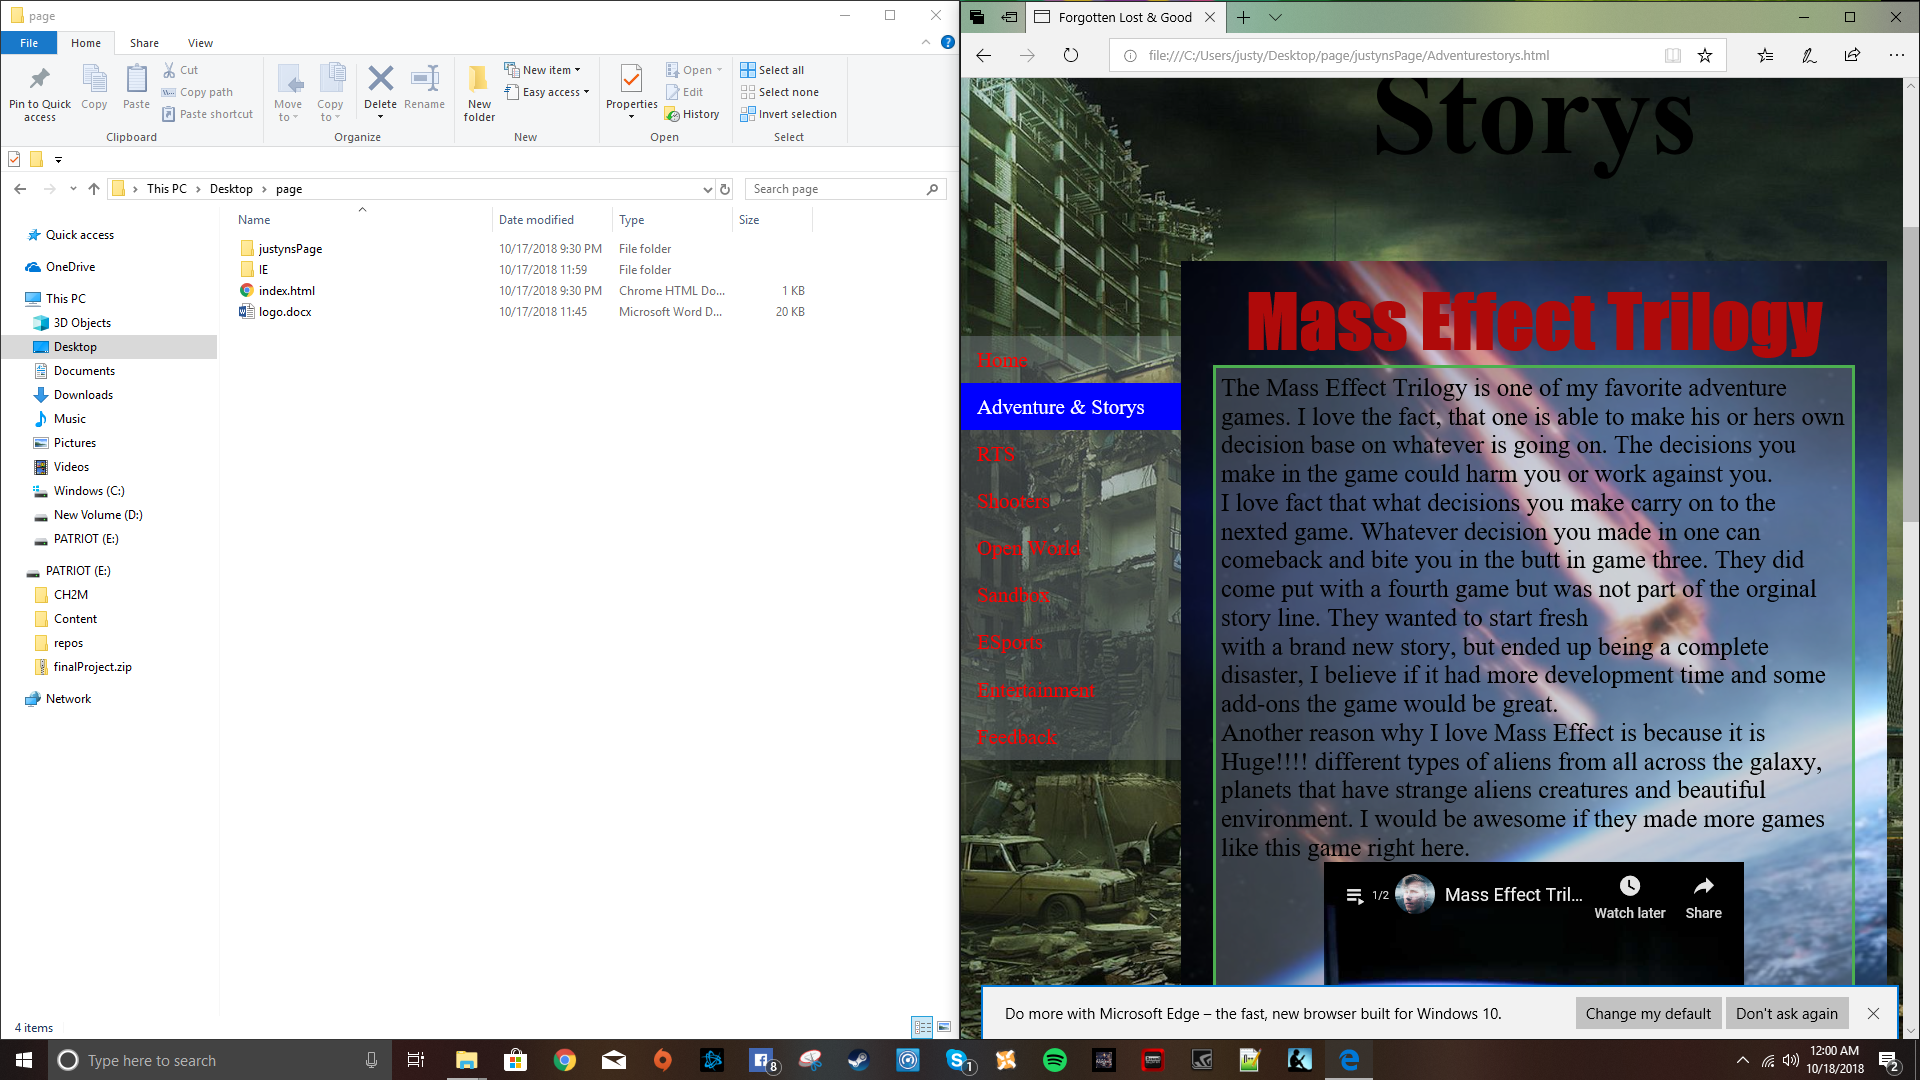 page
File Home Share View
Pin to Quick access
Copy
Paste
Cut
Copy path
Paste shortcut
Clipboard
Move to
Copy to
Delete
Rename
Organize
New folder
New item
Easy access
New
Properties
Open
Edit
History
Open
Select all
Select none
Invert selection
Select
This PC > Desktop > page
Search page
Name Date modified Type Size
justynsPage 10/17/2018 9:30 PM File folder
IE 10/17/2018 11:59 File folder
index.html 10/17/2018 9:30 PM Chrome HTML Do... 1 KB
logo.docx 10/17/2018 11:45 Microsoft Word D... 20 KB
Quick access
OneDrive
This PC
3D Objects
Desktop
Documents
Downloads
Music
Pictures
Videos
Windows (C:)
New Volume (D:)
PATRIOT (E:)
PATRIOT (E:)
CH2M
Content
repos
finalProject.zip
Network
4 items
Forgotten Lost & Good
file:///C:/Users/justy/Desktop/page/justynsPage/Adventurestorys.html
Storys
Home
Adventure & Storys
RTS
Shooters
Open World
Sandbox
ESports
Entertainment
Feedback
Mass Effect Trilogy
The Mass Effect Trilogy is one of my favorite adventure
games. I love the fact, that one is able to make his or hers own
decision base on whatever is going on. The decisions you
make in the game could harm you or work against you.
I love fact that what decisions you make carry on to the
nexted game. Whatever decision you made in one can
comeback and bite you in the butt in game three. They did
come put with a fourth game but was not part of the orginal
story line. They wanted to start fresh
with a brand new story, but ended up being a complete
disaster, I believe if it had more development time and some
add-ons the game would be great.
Another reason why I love Mass Effect is because it is
Huge!!!! different types of aliens from all across the galaxy,
planets that have strange aliens creatures and beautiful
environment. I would be awesome if they made more games
like this game right here.
1/2 Mass Effect Tril... Watch later Share
Do more with Microsoft Edge – the fast, new browser built for Windows 10. Change my default Don't ask again
Type here to search
8
1
12:00 AM
10/18/2018
2